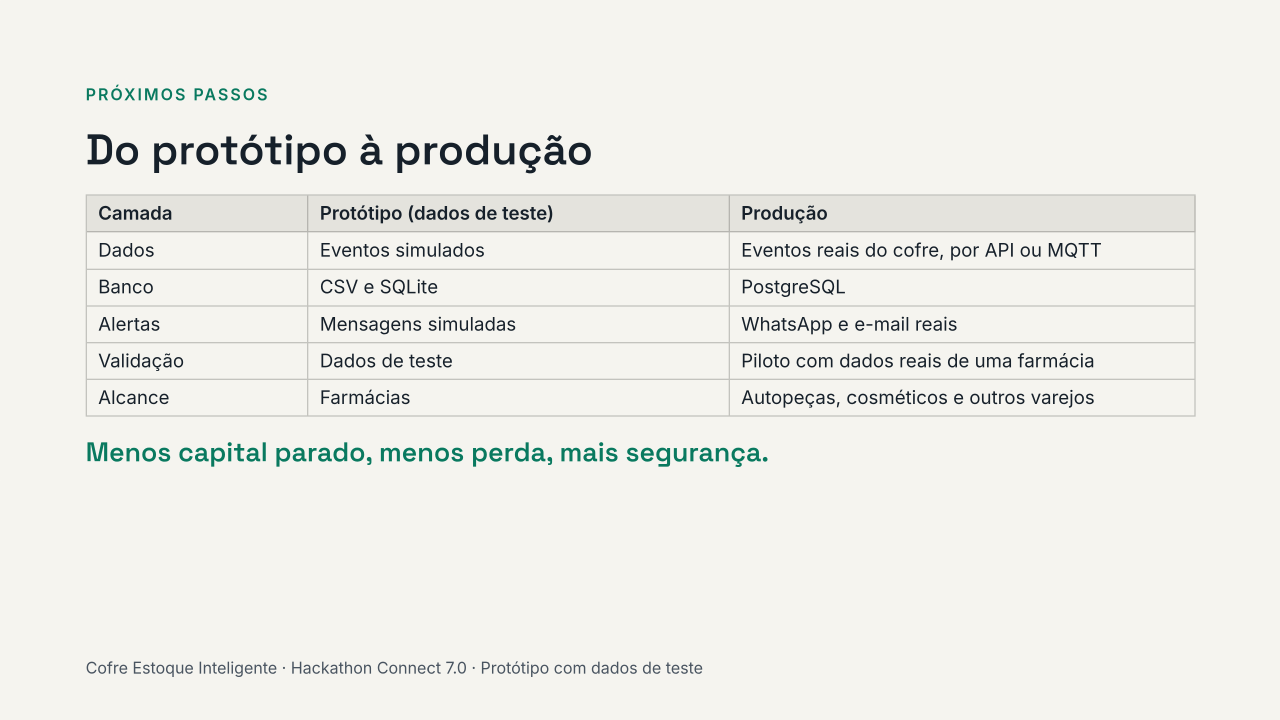 PRÓXIMOS PASSOS
Do protótipo à produção
Camada Protótipo (dados de teste) Produção
Dados Eventos simulados Eventos reais do cofre, por API ou MQTT
Banco CSV e SQLite PostgreSQL
Alertas Mensagens simuladas WhatsApp e e-mail reais
Validação Dados de teste Piloto com dados reais de uma farmácia
Alcance Farmácias Autopeças, cosméticos e outros varejos
Menos capital parado, menos perda, mais segurança.
Cofre Estoque Inteligente · Hackathon Connect 7.0 · Protótipo com dados de teste